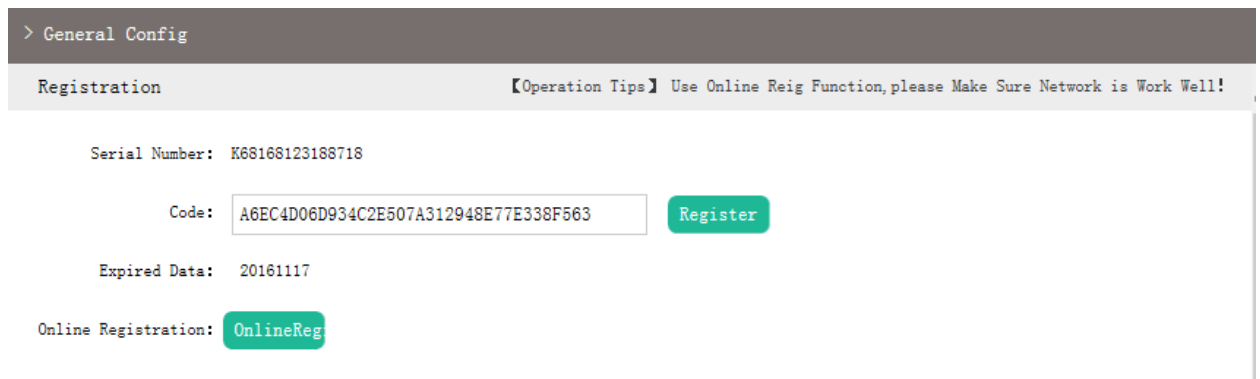 > General Config
Registration 【Operation Tips】 Use Online Reig Function,please Make Sure Network is Work Well!
Serial Number: K68168123188718
Code: A6EC4D06D934C2E507A312948E77E338F563 Register
Expired Data: 20161117
Online Registration: OnlineReg